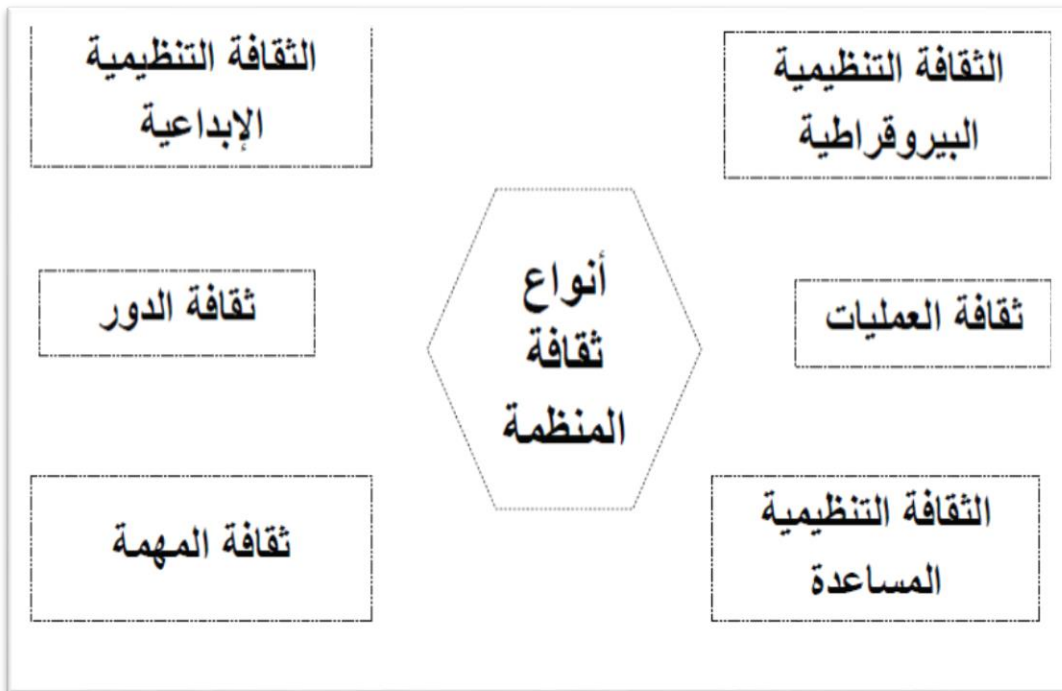 الثقافة التنظيمية
البيروقراطية
الثقافة التنظيمية
الإبداعية
أنواع
ثقافة
المنظمة
ثقافة العمليات
ثقافة الدور
الثقافة التنظيمية
المساعدة
ثقافة المهمة